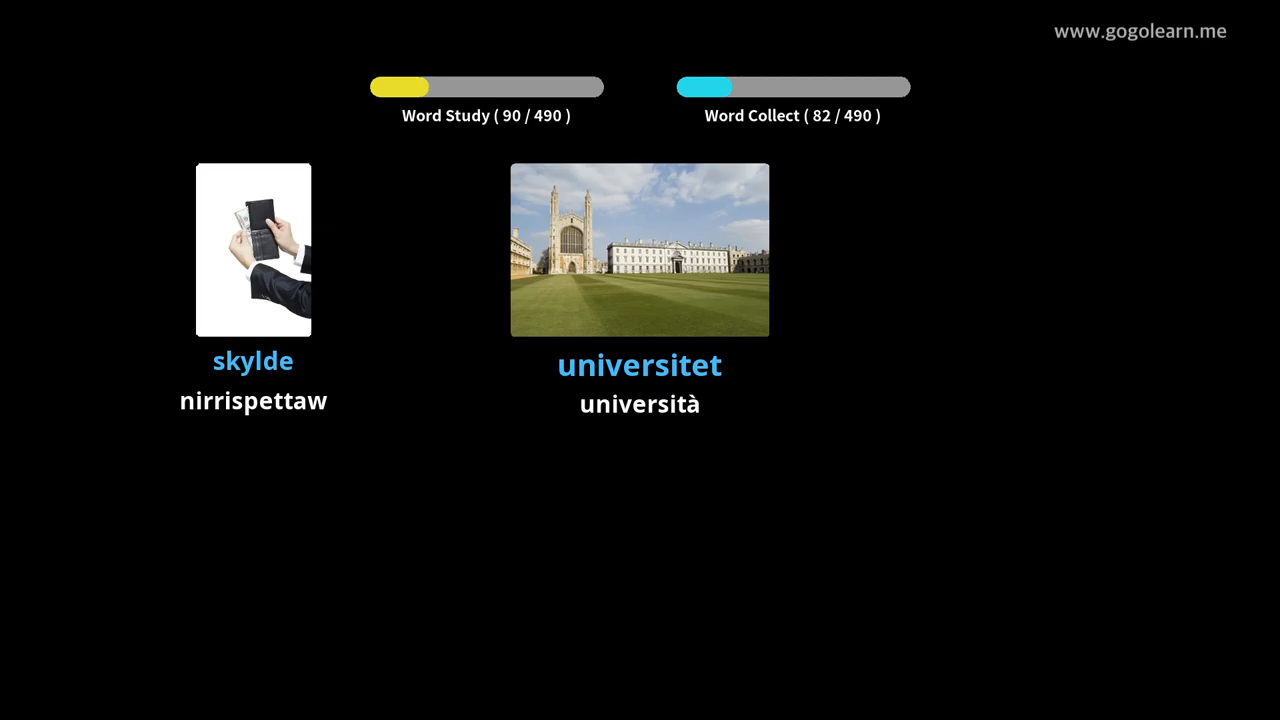 www.gogolearn.me
Word Study ( 90 / 490 )
Word Collect ( 82 / 490 )
skylde
nirrispettaw
universitet
università